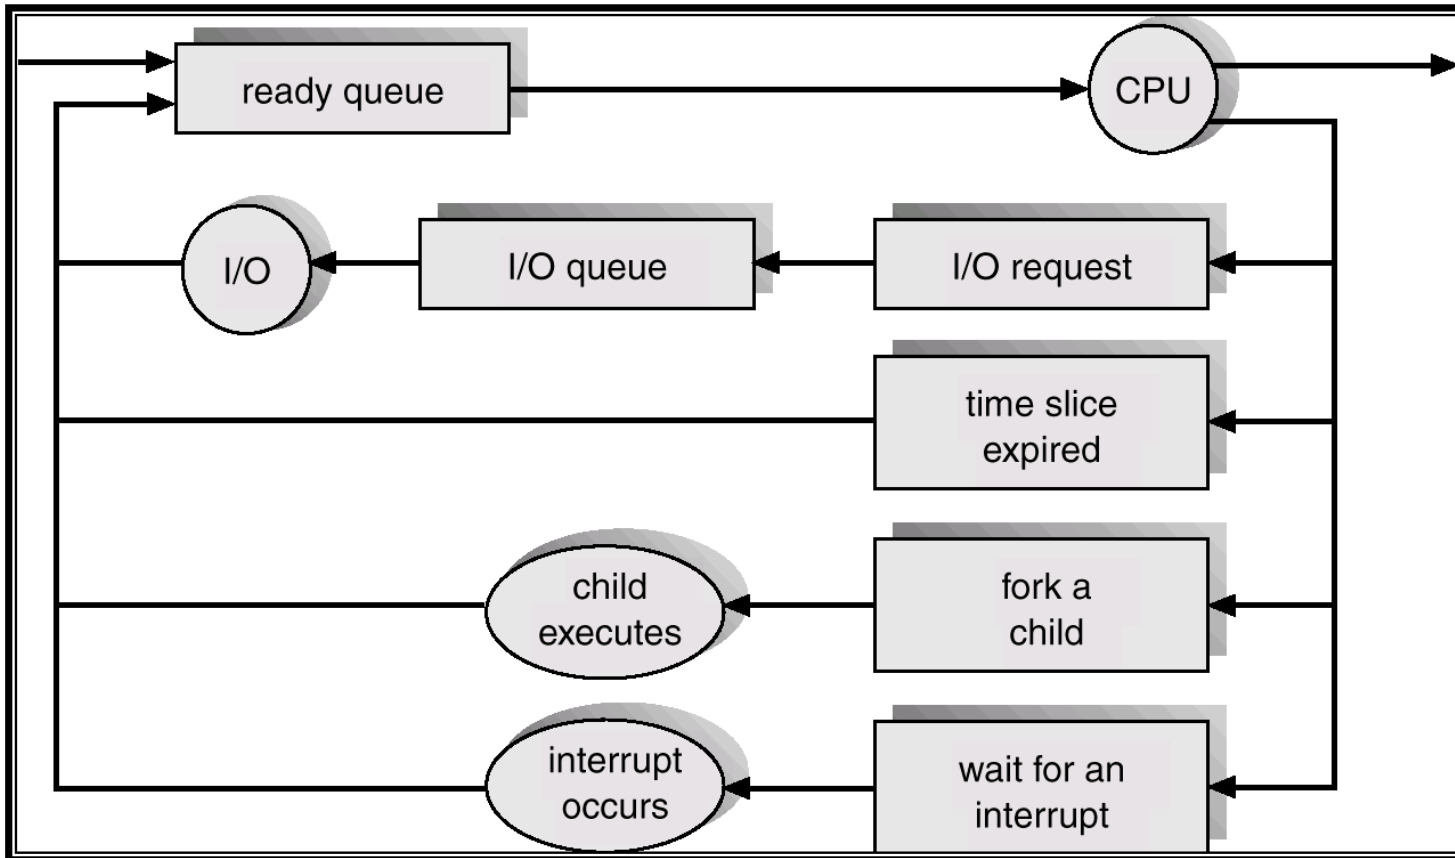 ready queue
CPU
I/O
I/O queue
I/O request
time slice
expired
child
executes
fork a
child
interrupt
occurs
wait for an
interrupt